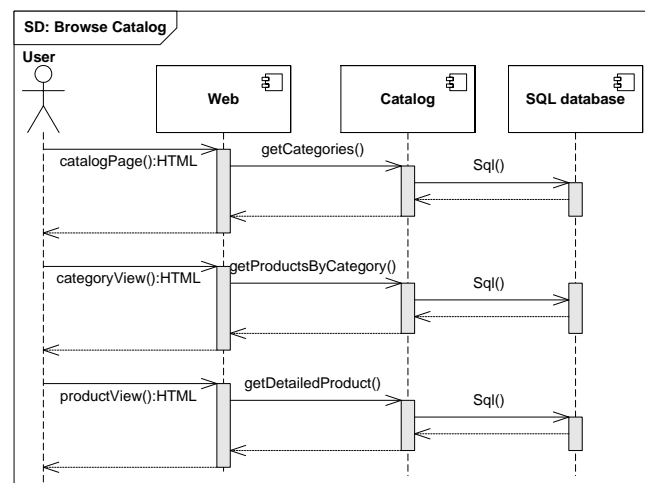 SD: Browse Catalog
User
Web
Catalog
SQL database
catalogPage():HTML
getCategories()
Sql()
categoryView():HTML
getProductsByCategory()
Sql()
productView():HTML
getDetailedProduct()
Sql()